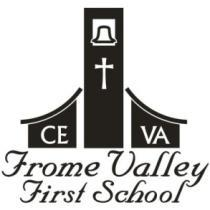 CE VA
Frome Valley
First School